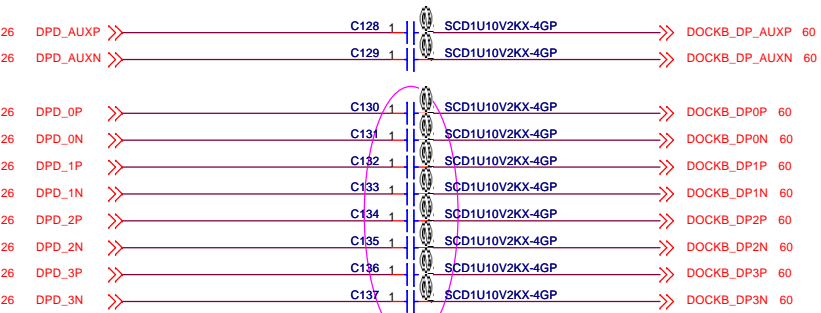 26 DPD_AUXP C128 1 SCD1U10V2KX-4GP DOCKB_DP_AUXP 60
26 DPD_AUXN C129 1 SCD1U10V2KX-4GP DOCKB_DP_AUXN 60
26 DPD_0P C130 1 SCD1U10V2KX-4GP DOCKB_DP0P 60
26 DPD_0N C131 1 SCD1U10V2KX-4GP DOCKB_DP0N 60
26 DPD_1P C132 1 SCD1U10V2KX-4GP DOCKB_DP1P 60
26 DPD_1N C133 1 SCD1U10V2KX-4GP DOCKB_DP1N 60
26 DPD_2P C134 1 SCD1U10V2KX-4GP DOCKB_DP2P 60
26 DPD_2N C135 1 SCD1U10V2KX-4GP DOCKB_DP2N 60
26 DPD_3P C136 1 SCD1U10V2KX-4GP DOCKB_DP3P 60
26 DPD_3N C137 1 SCD1U10V2KX-4GP DOCKB_DP3N 60